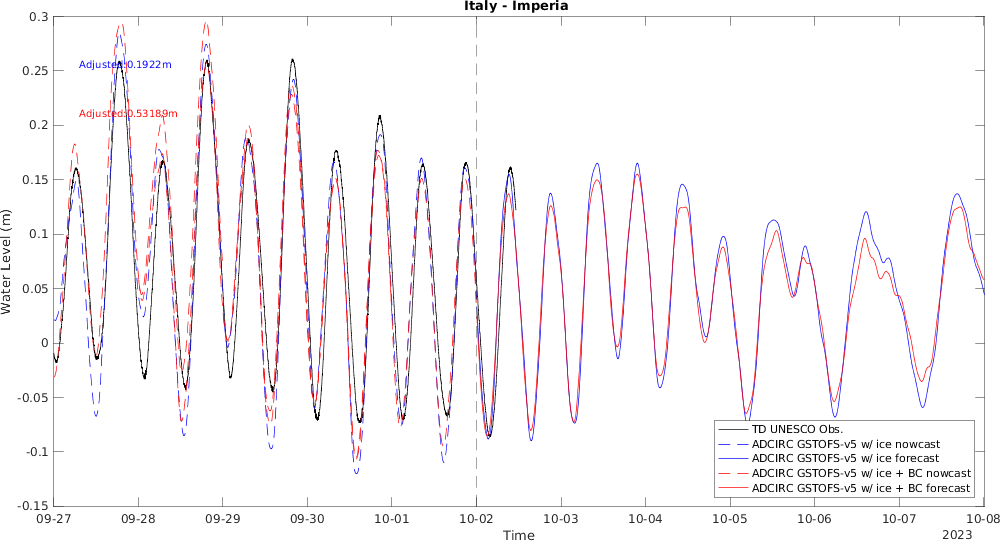 Italy - Imperia
Water Level (m)
0.3
0.25
0.2
0.15
0.1
0.05
0
-0.05
-0.1
-0.15
Adjusted:0.1922m
Adjusted:0.53189m
TD UNESCO Obs.
ADCIRC GSTOFS-v5 w/ ice nowcast
ADCIRC GSTOFS-v5 w/ ice forecast
ADCIRC GSTOFS-v5 w/ ice + BC nowcast
ADCIRC GSTOFS-v5 w/ ice + BC forecast
09-27 09-28 09-29 09-30 10-01 10-02 10-03 10-04 10-05 10-06 10-07 10-08
Time
2023